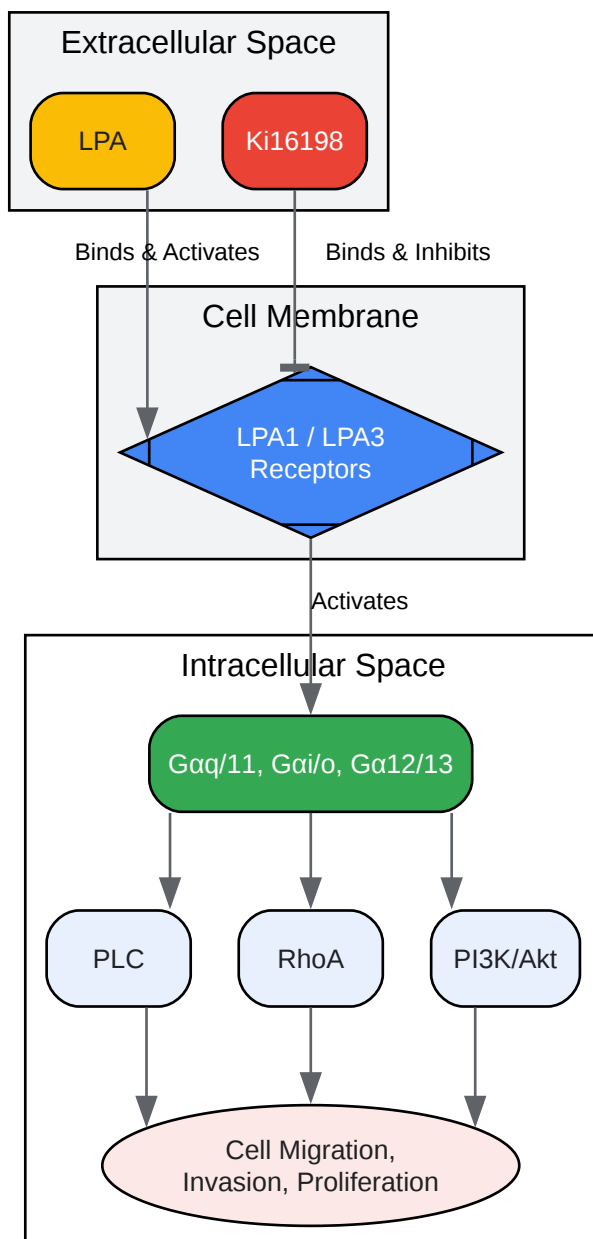 Extracellular Space
LPA
Ki16198
Binds & Activates
Binds & Inhibits
Cell Membrane
LPA1 / LPA3
Receptors
Activates
Intracellular Space
Gαq/11, Gαi/o, Gα12/13
PLC
RhoA
PI3K/Akt
Cell Migration,
Invasion, Proliferation